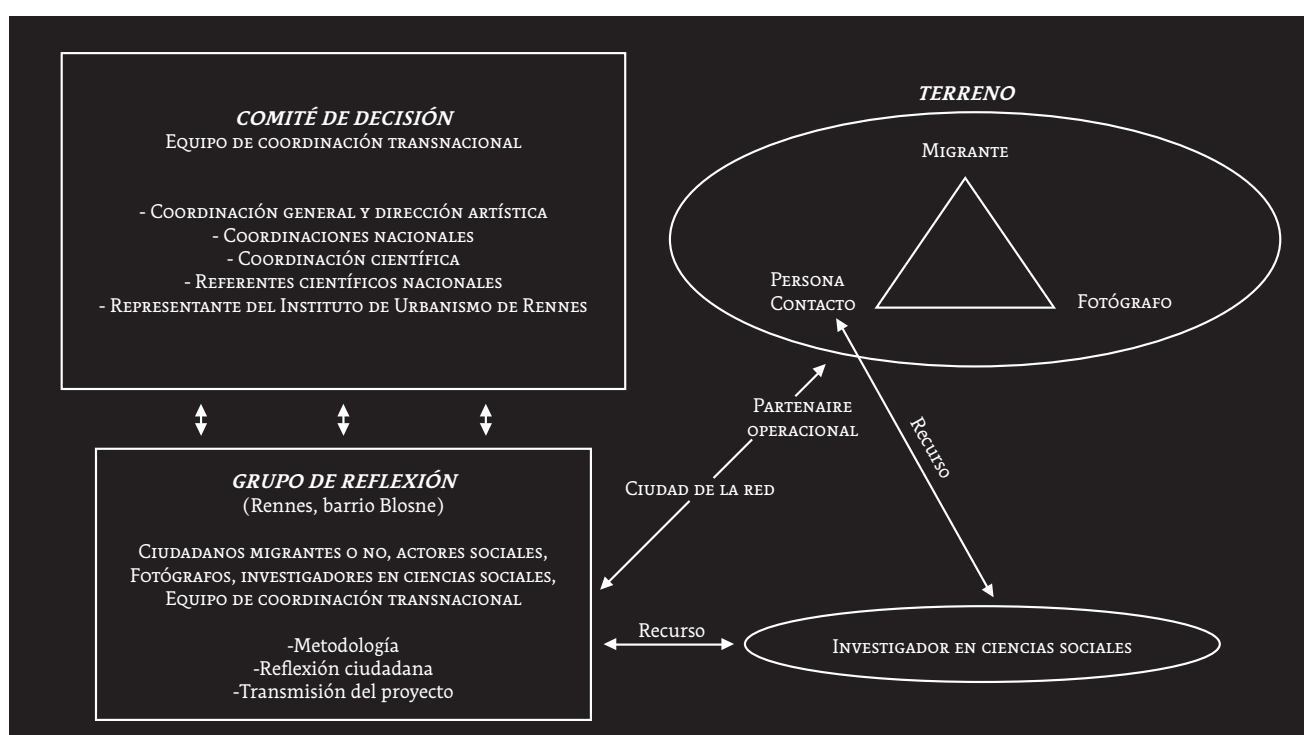 COMITÉ DE DECISIÓN
EQUIPO DE COORDINACIÓN TRANSNACIONAL
- COORDINACIÓN GENERAL Y DIRECCIÓN ARTÍSTICA
- COORDINACIONES NACIONALES
- COORDINACIÓN CIENTÍFICA
- REFERENTES CIENTÍFICOS NACIONALES
- REPRESENTANTE DEL INSTITUTO DE URBANISMO DE RENNES
GRUPO DE REFLEXIÓN
(Rennes, barrio Blosne)
CIUDADANOS MIGRANTES O NO, ACTORES SOCIALES,
FOTÓGRAFOS, INVESTIGADORES EN CIENCIAS SOCIALES,
EQUIPO DE COORDINACIÓN TRANSNACIONAL
-Metodología
-Reflexión ciudadana
-Transmisión del proyecto
TERRENO
MIGRANTE
PERSONA
CONTACTO
FOTÓGRAFO
PARTENAIRE
OPERACIONAL
CIUDAD DE LA RED
Recurso
Recurso
INVESTIGADOR EN CIENCIAS SOCIALES